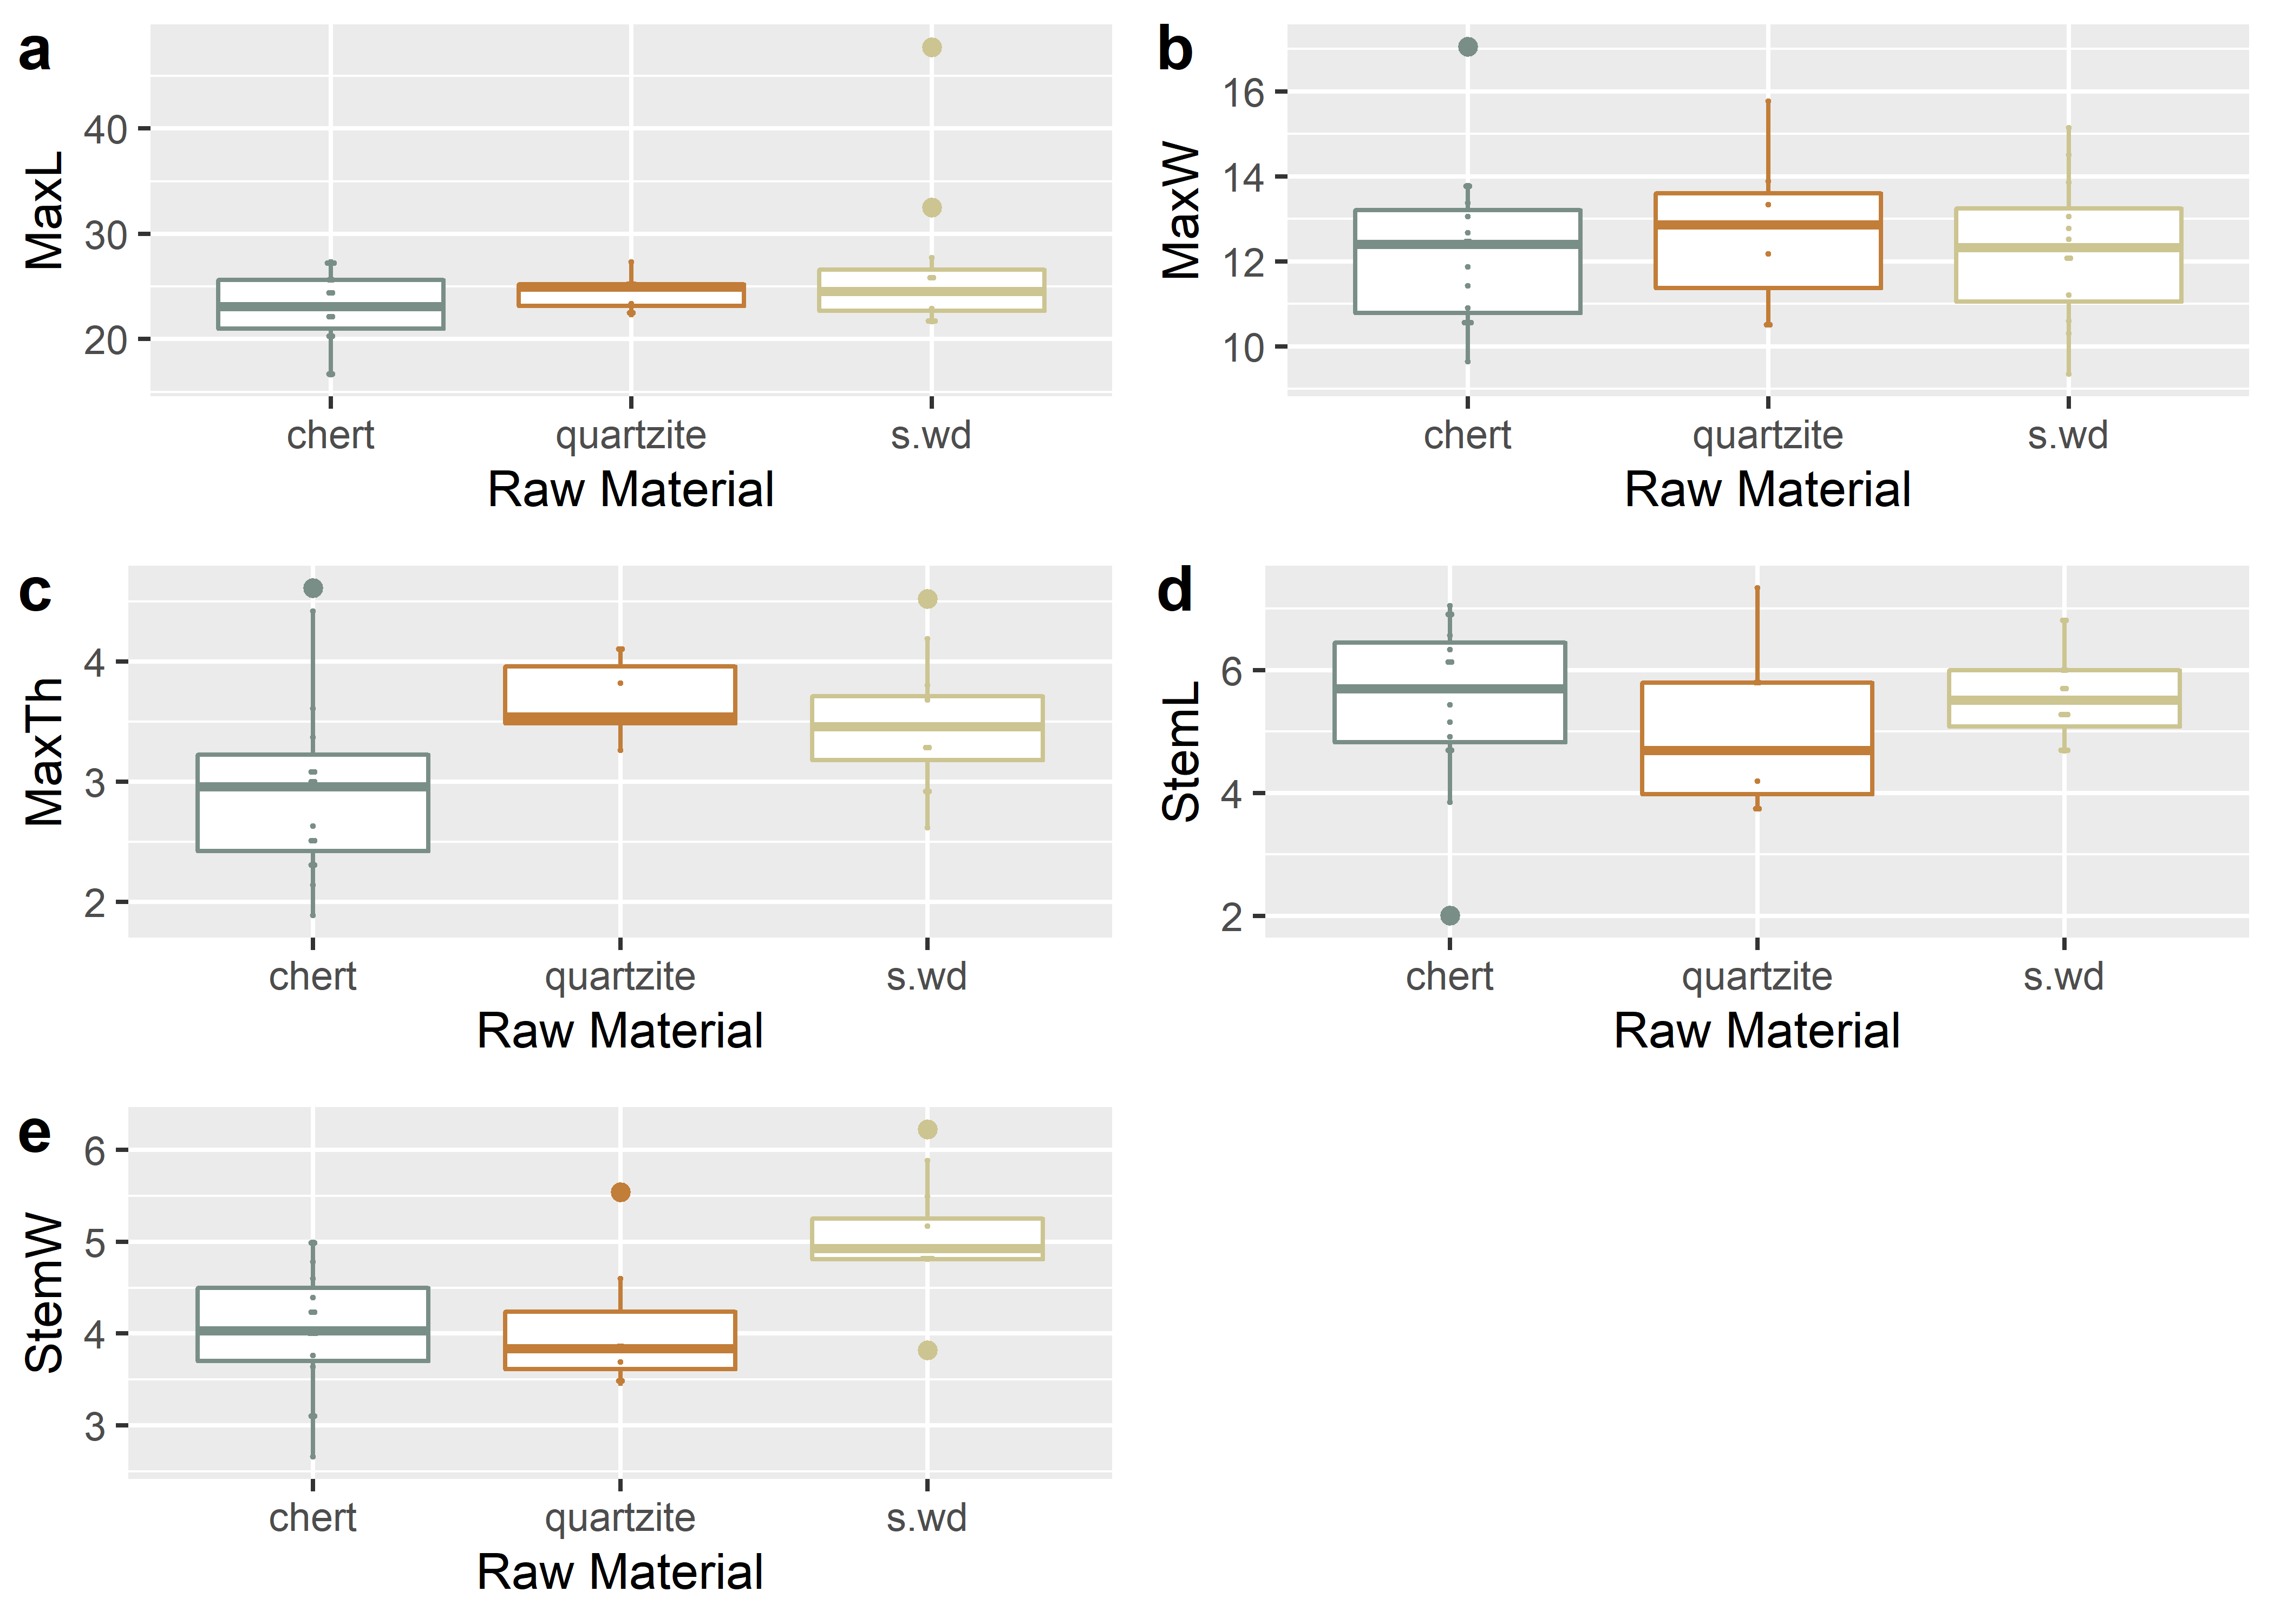 a
MaxL
40
30
20
chert quartzite s.wd
Raw Material
b
MaxW
16
14
12
10
chert quartzite s.wd
Raw Material
c
MaxTh
4
3
2
chert quartzite s.wd
Raw Material
d
StemL
6
4
2
chert quartzite s.wd
Raw Material
e
StemW
6
5
4
3
chert quartzite s.wd
Raw Material